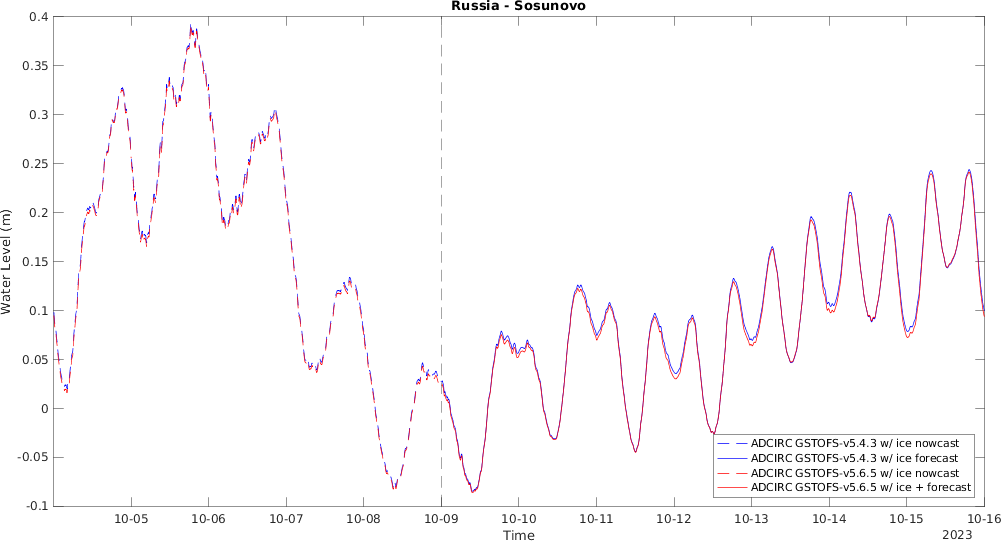 Russia - Sosunovo
0.4
0.35
0.3
0.25
0.2
0.15
0.1
0.05
0
-0.05
-0.1
Water Level (m)
ADCIRC GSTOFS-v5.4.3 w/ ice nowcast
ADCIRC GSTOFS-v5.4.3 w/ ice forecast
ADCIRC GSTOFS-v5.6.5 w/ ice nowcast
ADCIRC GSTOFS-v5.6.5 w/ ice + forecast
10-05 10-06 10-07 10-08 10-09 10-10 10-11 10-12 10-13 10-14 10-15 10-16
Time
2023